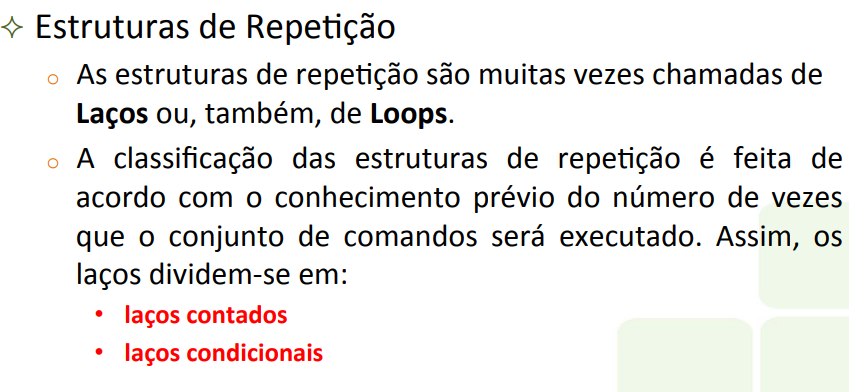 Estruturas de Repetição
As estruturas de repetição são muitas vezes chamadas de
Laços ou, também, de Loops.
A classificação das estruturas de repetição é feita de
acordo com o conhecimento prévio do número de vezes
que o conjunto de comandos será executado. Assim, os
laços dividem-se em:
• laços contados
• laços condicionais